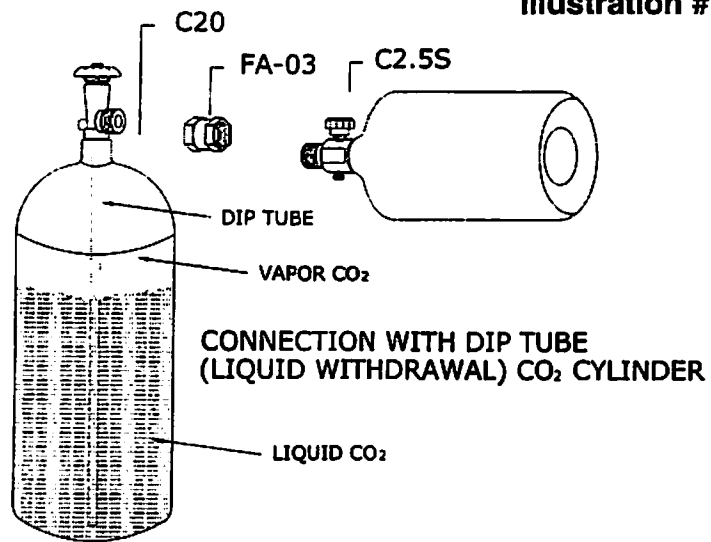 Illustration #
C20
FA-03
C2.5S
DIP TUBE
VAPOR CO₂
CONNECTION WITH DIP TUBE
(LIQUID WITHDRAWAL) CO₂ CYLINDER
LIQUID CO₂